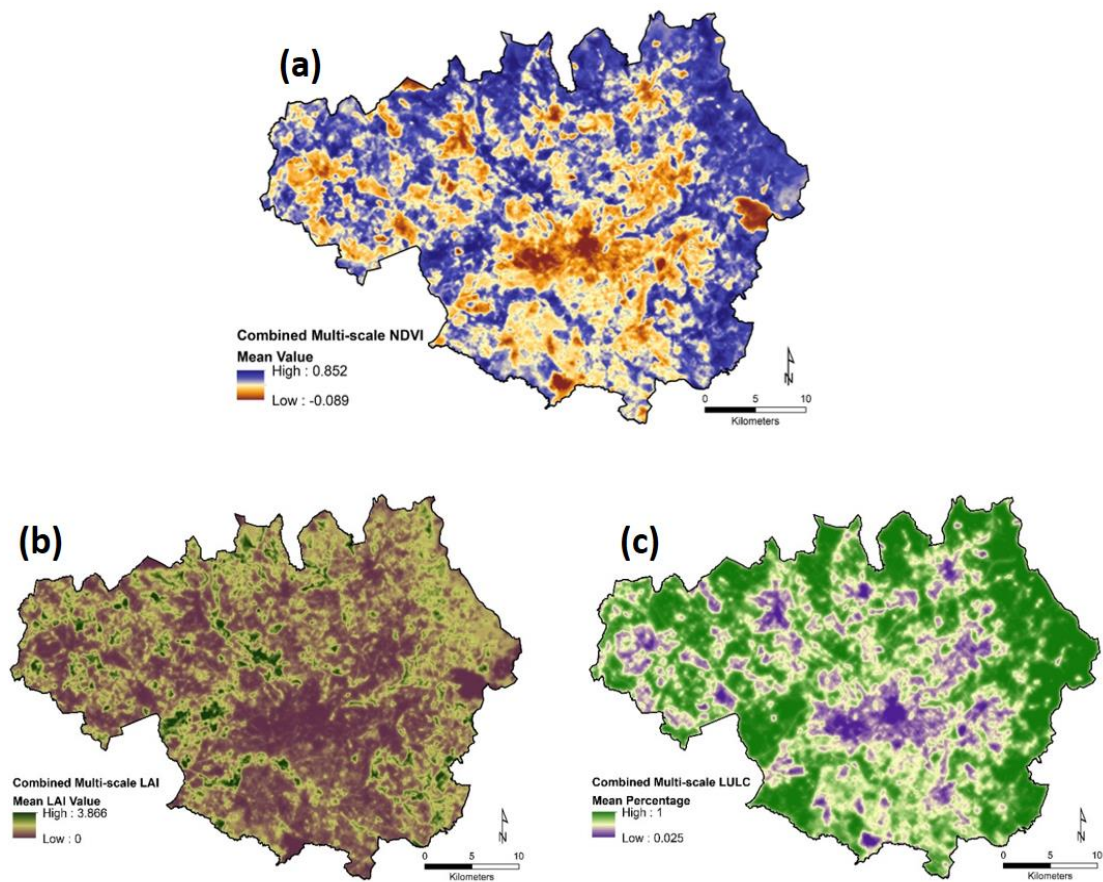 (a)
Combined Multi-scale NDVI
Mean Value
High : 0.852
Low : -0.089
N
0 5 10
Kilometers
(b)
Combined Multi-scale LAI
Mean LAI Value
High : 3.866
Low : 0
N
0 5 10
Kilometers
(c)
Combined Multi-scale LULC
Mean Percentage
High : 1
Low : 0.025
N
0 5 10
Kilometers